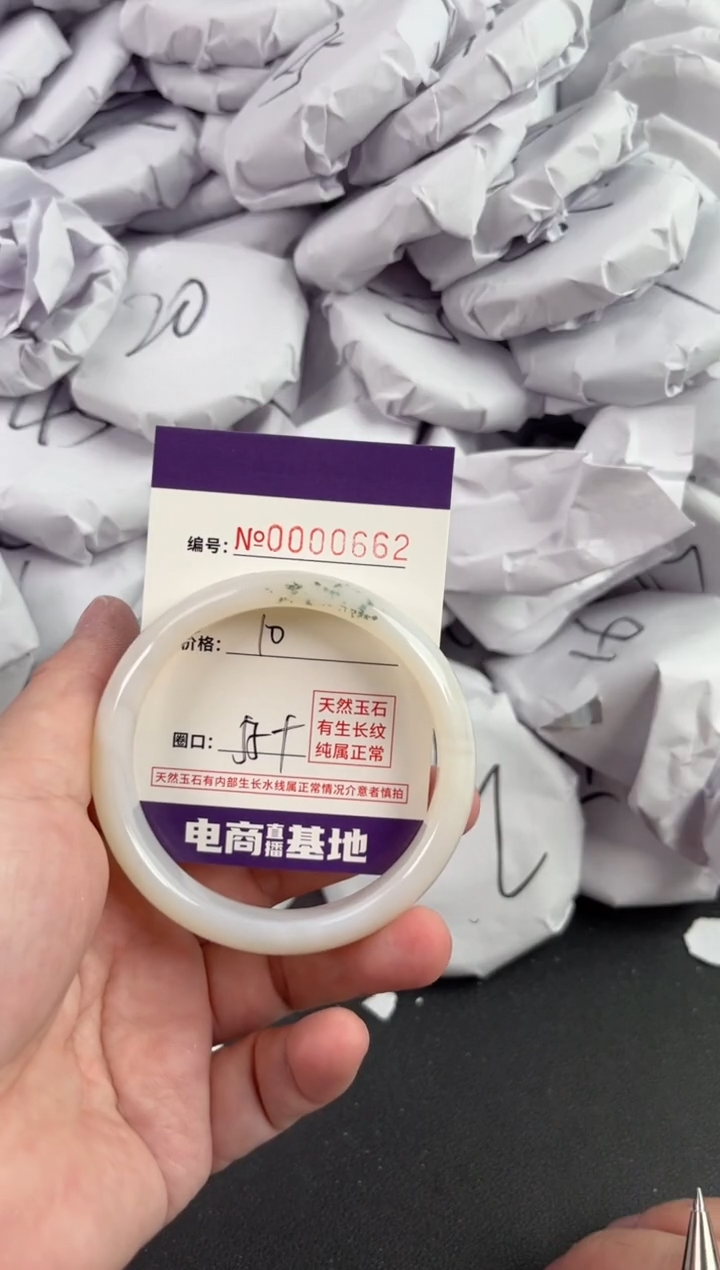 20
编号: №0000662
价格: 10
圈口:
天然玉石
有生长纹
纯属正常
天然玉石有内部生长水线属正常情况介意者慎拍
电商直播基地